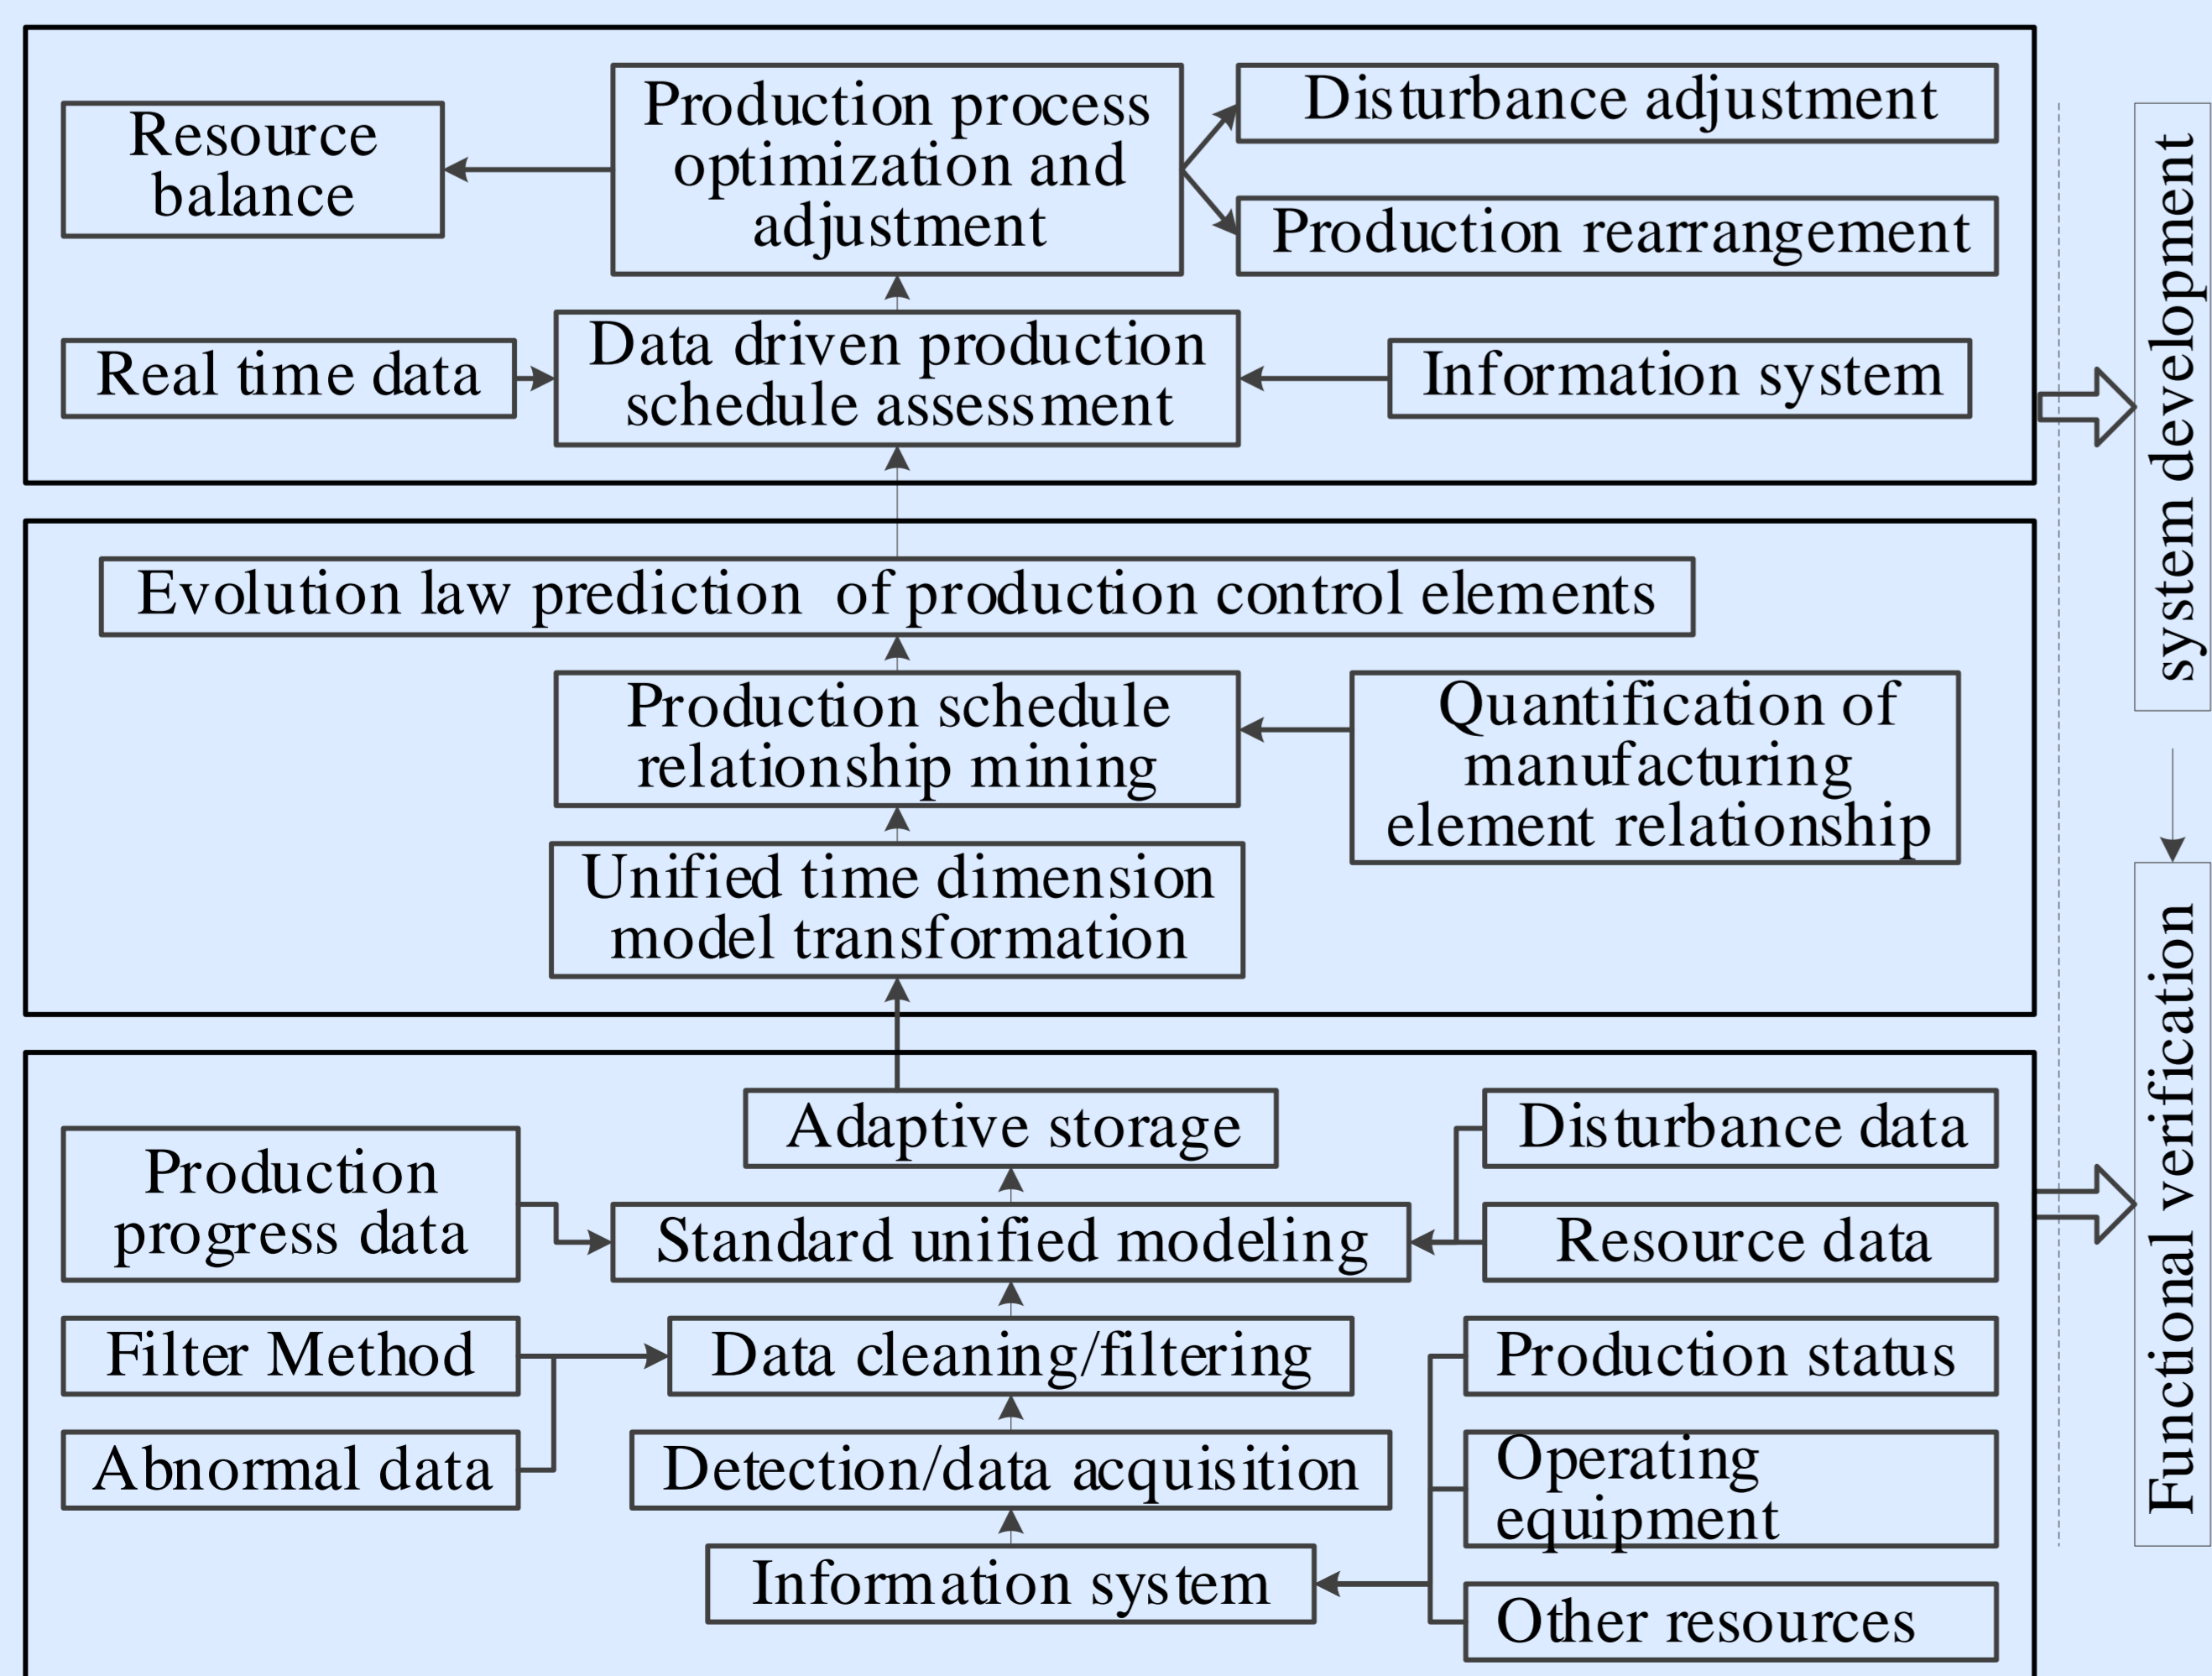 Resource
balance
Production process
optimization and
adjustment
Disturbance adjustment
Production rearrangement
Real time data
Data driven production
schedule assessment
Information system
Evolution law prediction of production control elements
Production schedule
relationship mining
Quantification of
manufacturing
element relationship
Unified time dimension
model transformation
Adaptive storage
Disturbance data
Production
progress data
Standard unified modeling
Resource data
Filter Method
Data cleaning/filtering
Production status
Abnormal data
Detection/data acquisition
Operating
equipment
Information system
Other resources
system development
Functional verification